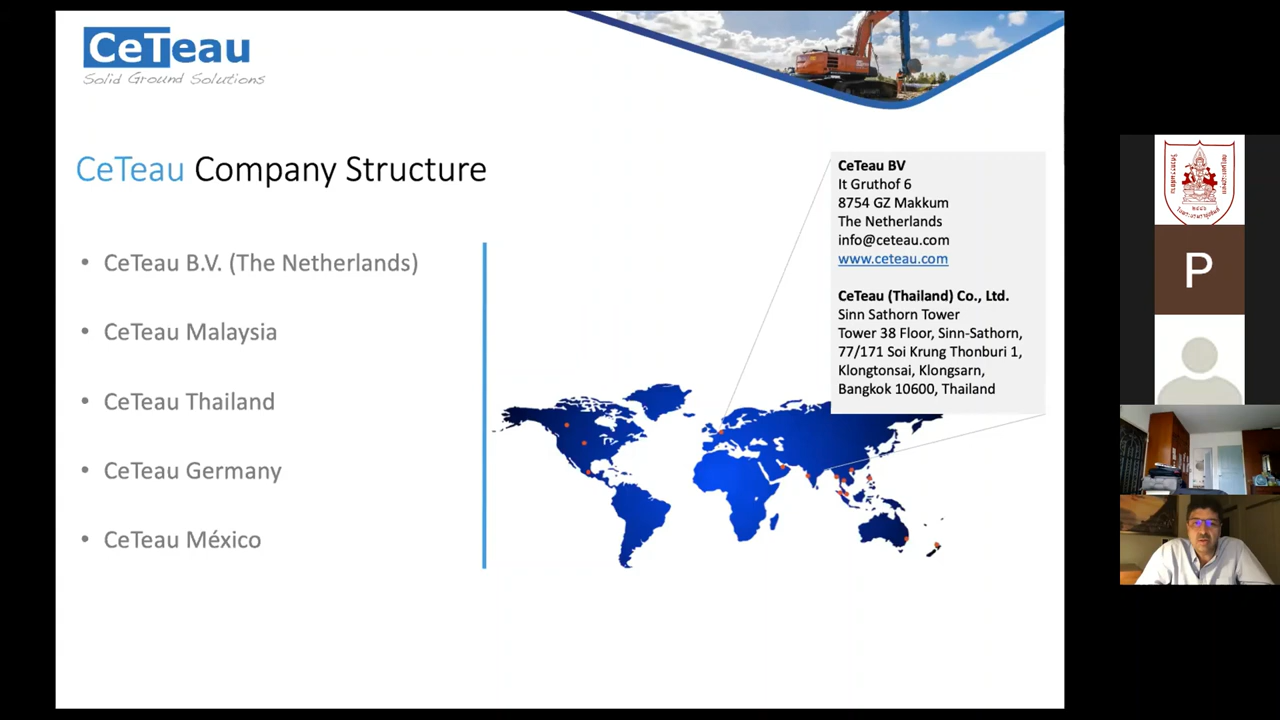 CeTeau
Solid Ground Solutions
CeTeau Company Structure
• CeTeau B.V. (The Netherlands)
• CeTeau Malaysia
• CeTeau Thailand
• CeTeau Germany
• CeTeau México
CeTeau BV
It Gruthof 6
8754 GZ Makkum
The Netherlands
info@ceteau.com
www.ceteau.com
CeTeau (Thailand) Co., Ltd.
Sinn Sathorn Tower
Tower 38 Floor, Sinn-Sathorn,
77/171 Soi Krung Thonburi 1,
Klongtonsai, Klongsarn,
Bangkok 10600, Thailand
P